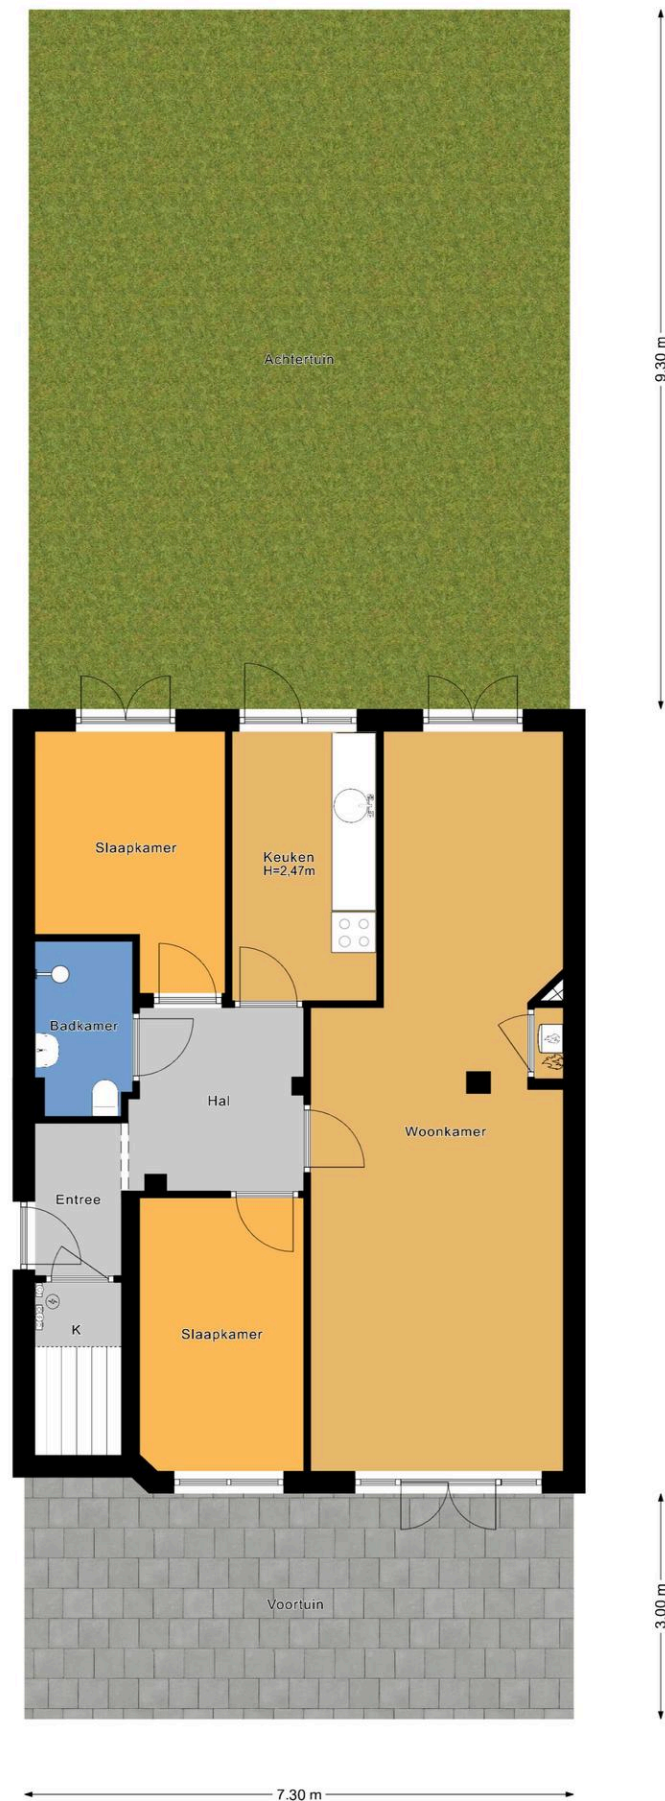 Achtertuin
9.30 m
Slaapkamer
Keuken
H=2,47m
Badkamer
Hal
Woonkamer
Entree
K
Slaapkamer
Voortuin
3.00 m
7.30 m